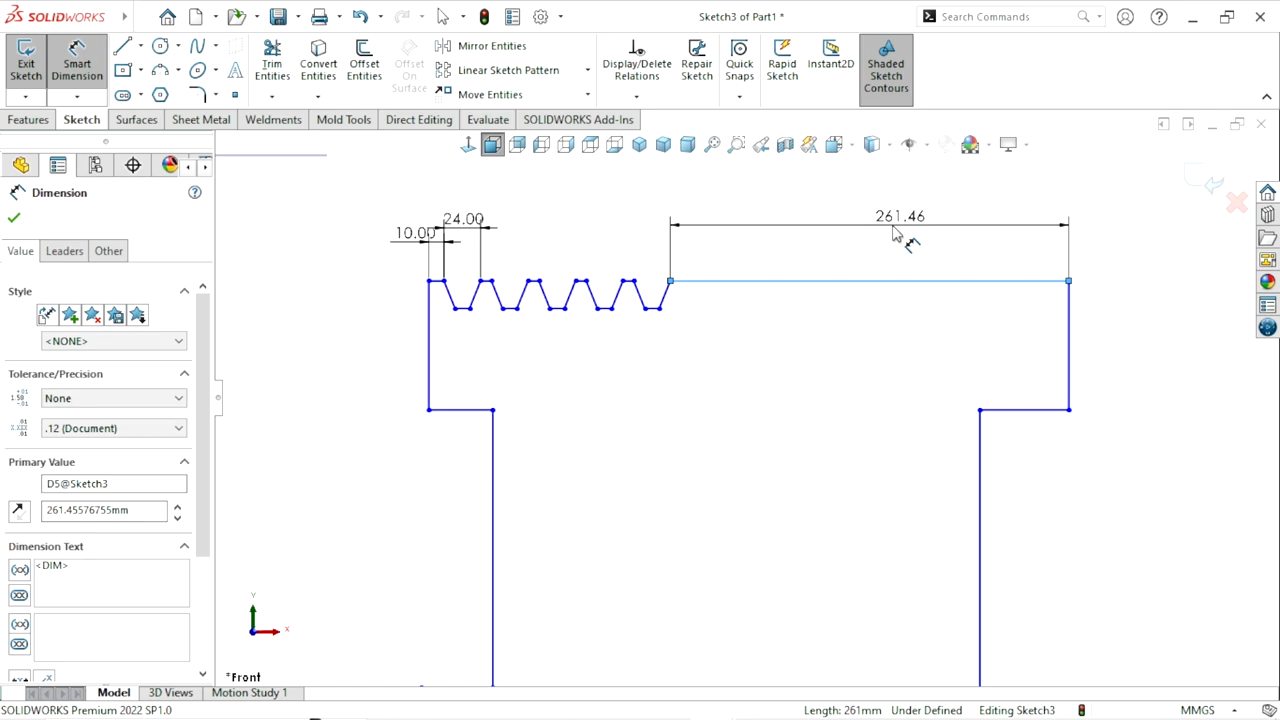 SOLIDWORKS
Sketch3 of Part1 *
Search Commands
Exit Sketch
Smart Dimension
Trim Entities
Convert Entities
Offset Entities
Offset On Surface
Mirror Entities
Linear Sketch Pattern
Move Entities
Display/Delete Relations
Repair Sketch
Quick Snaps
Rapid Sketch
Instant2D
Shaded Sketch Contours
Features
Sketch
Surfaces
Sheet Metal
Weldments
Mold Tools
Direct Editing
Evaluate
SOLIDWORKS Add-Ins
Dimension
Value
Leaders
Other
Style
<NONE>
Tolerance/Precision
None
.12 (Document)
Primary Value
D5@Sketch3
261.45576755mm
Dimension Text
<DIM>
10.00
24.00
261.46
Y
X
*Front
Model
3D Views
Motion Study 1
SOLIDWORKS Premium 2022 SP1.0
Length: 261mm
Under Defined
Editing Sketch3
MMGS